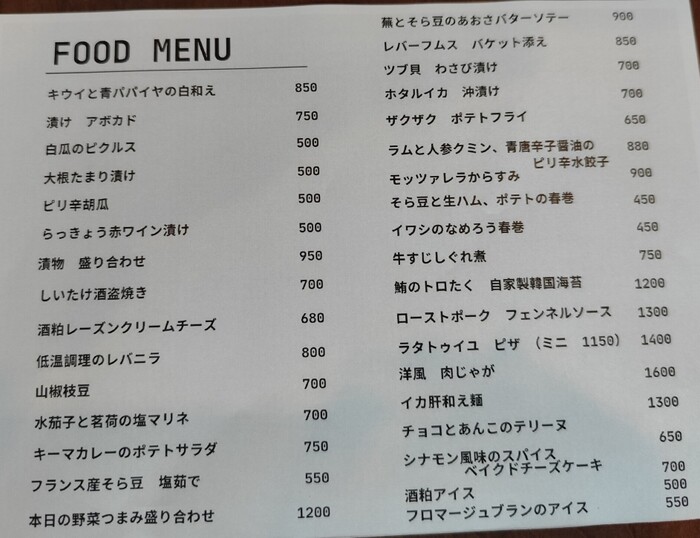 FOOD MENU
キウイと青パパイヤの白和え 850
漬け アボカド 750
白瓜のピクルス 500
大根たまり漬け 500
ピリ辛胡瓜 500
らっきょう赤ワイン漬け 500
漬物 盛り合わせ 950
しいたけ酒盗焼き 700
酒粕レーズンクリームチーズ 680
低温調理のレバニラ 800
山椒枝豆 700
水茄子と茗荷の塩マリネ 700
キーマカレーのポテトサラダ 750
フランス産そら豆 塩茹で 550
本日の野菜つまみ盛り合わせ 1200
蕪とそら豆のあおさバターソテー 900
レバーフムス バケット添え 850
ツブ貝 わさび漬け 700
ホタルイカ 沖漬け 700
ザクザク ポテトフライ 650
ラムと人参クミン、青唐辛子醤油の 880
ピリ辛水餃子
モッツァレラからすみ 900
そら豆と生ハム、ポテトの春巻 450
イワシのなめろう春巻 450
牛すじしぐれ煮 750
鮪のトロたく 自家製韓国海苔 1200
ローストポーク フェンネルソース 1300
ラタトゥイユ ピザ (ミニ 1150) 1400
洋風 肉じゃが 1600
イカ肝和え麺 1300
チョコとあんこのテリーヌ 650
シナモン風味のスパイス
ベイクドチーズケーキ 700
酒粕アイス 500
フロマージュブランのアイス 550